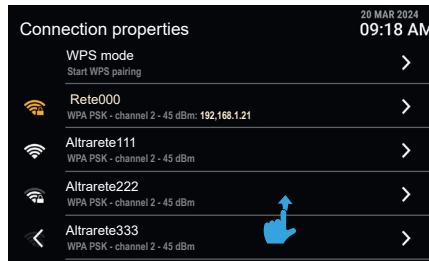 20 MAR 2024
Connection properties
09:18 AM
WPS mode
Start WPS pairing
Rete000
WPA PSK - channel 2 - 45 dBm: 192,168.1.21
Altrarete111
WPA PSK - channel 2 - 45 dBm
Altrarete222
WPA PSK - channel 2 - 45 dBm
Altrarete333
WPA PSK - channel 2 - 45 dBm